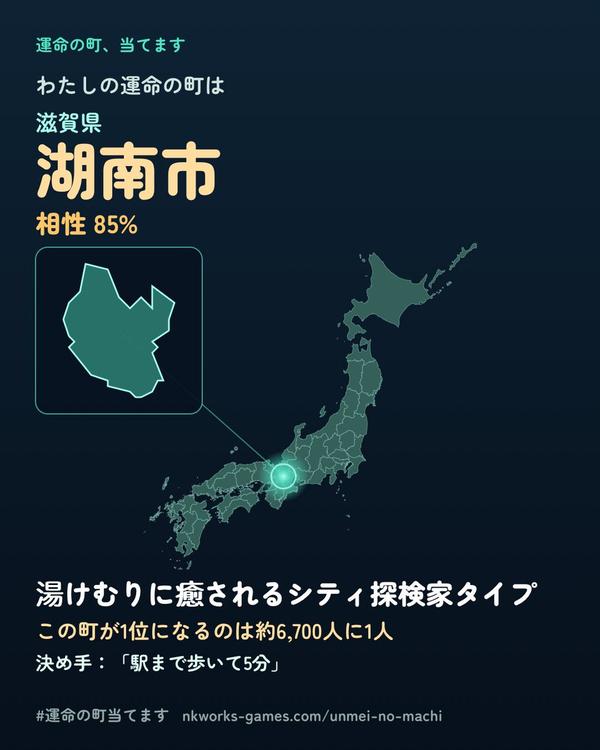 運命の町、当てます
わたしの運命の町は
滋賀県
湖南市
相性 85%
湯けむりに癒されるシティ探検家タイプ
この町が1位になるのは約6,700人に1人
決め手：「駅まで歩いて5分」
#運命の町当てます nkworks-games.com/unmei-no-machi